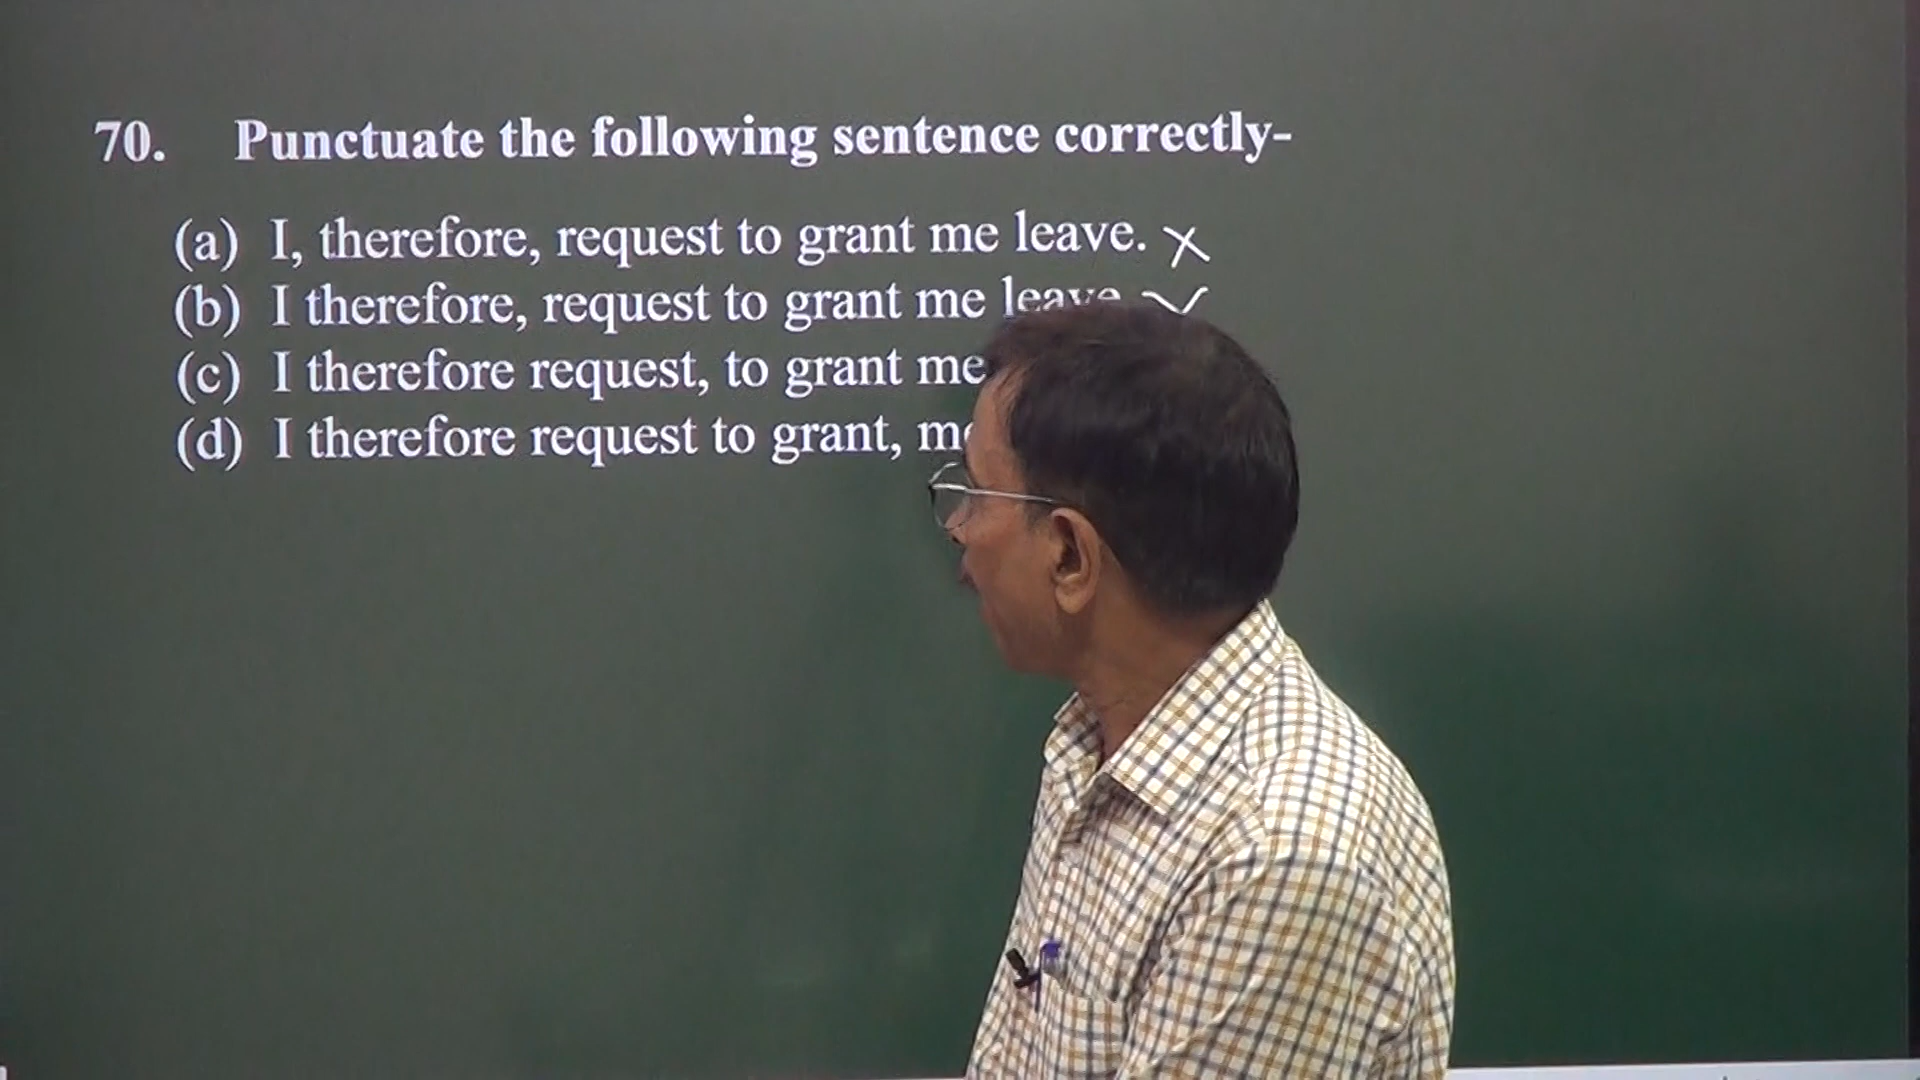 70. Punctuate the following sentence correctly-
(a) I, therefore, request to grant me leave. X
(b) I therefore, request to grant me leave ✓
(c) I therefore request, to grant me
(d) I therefore request to grant,